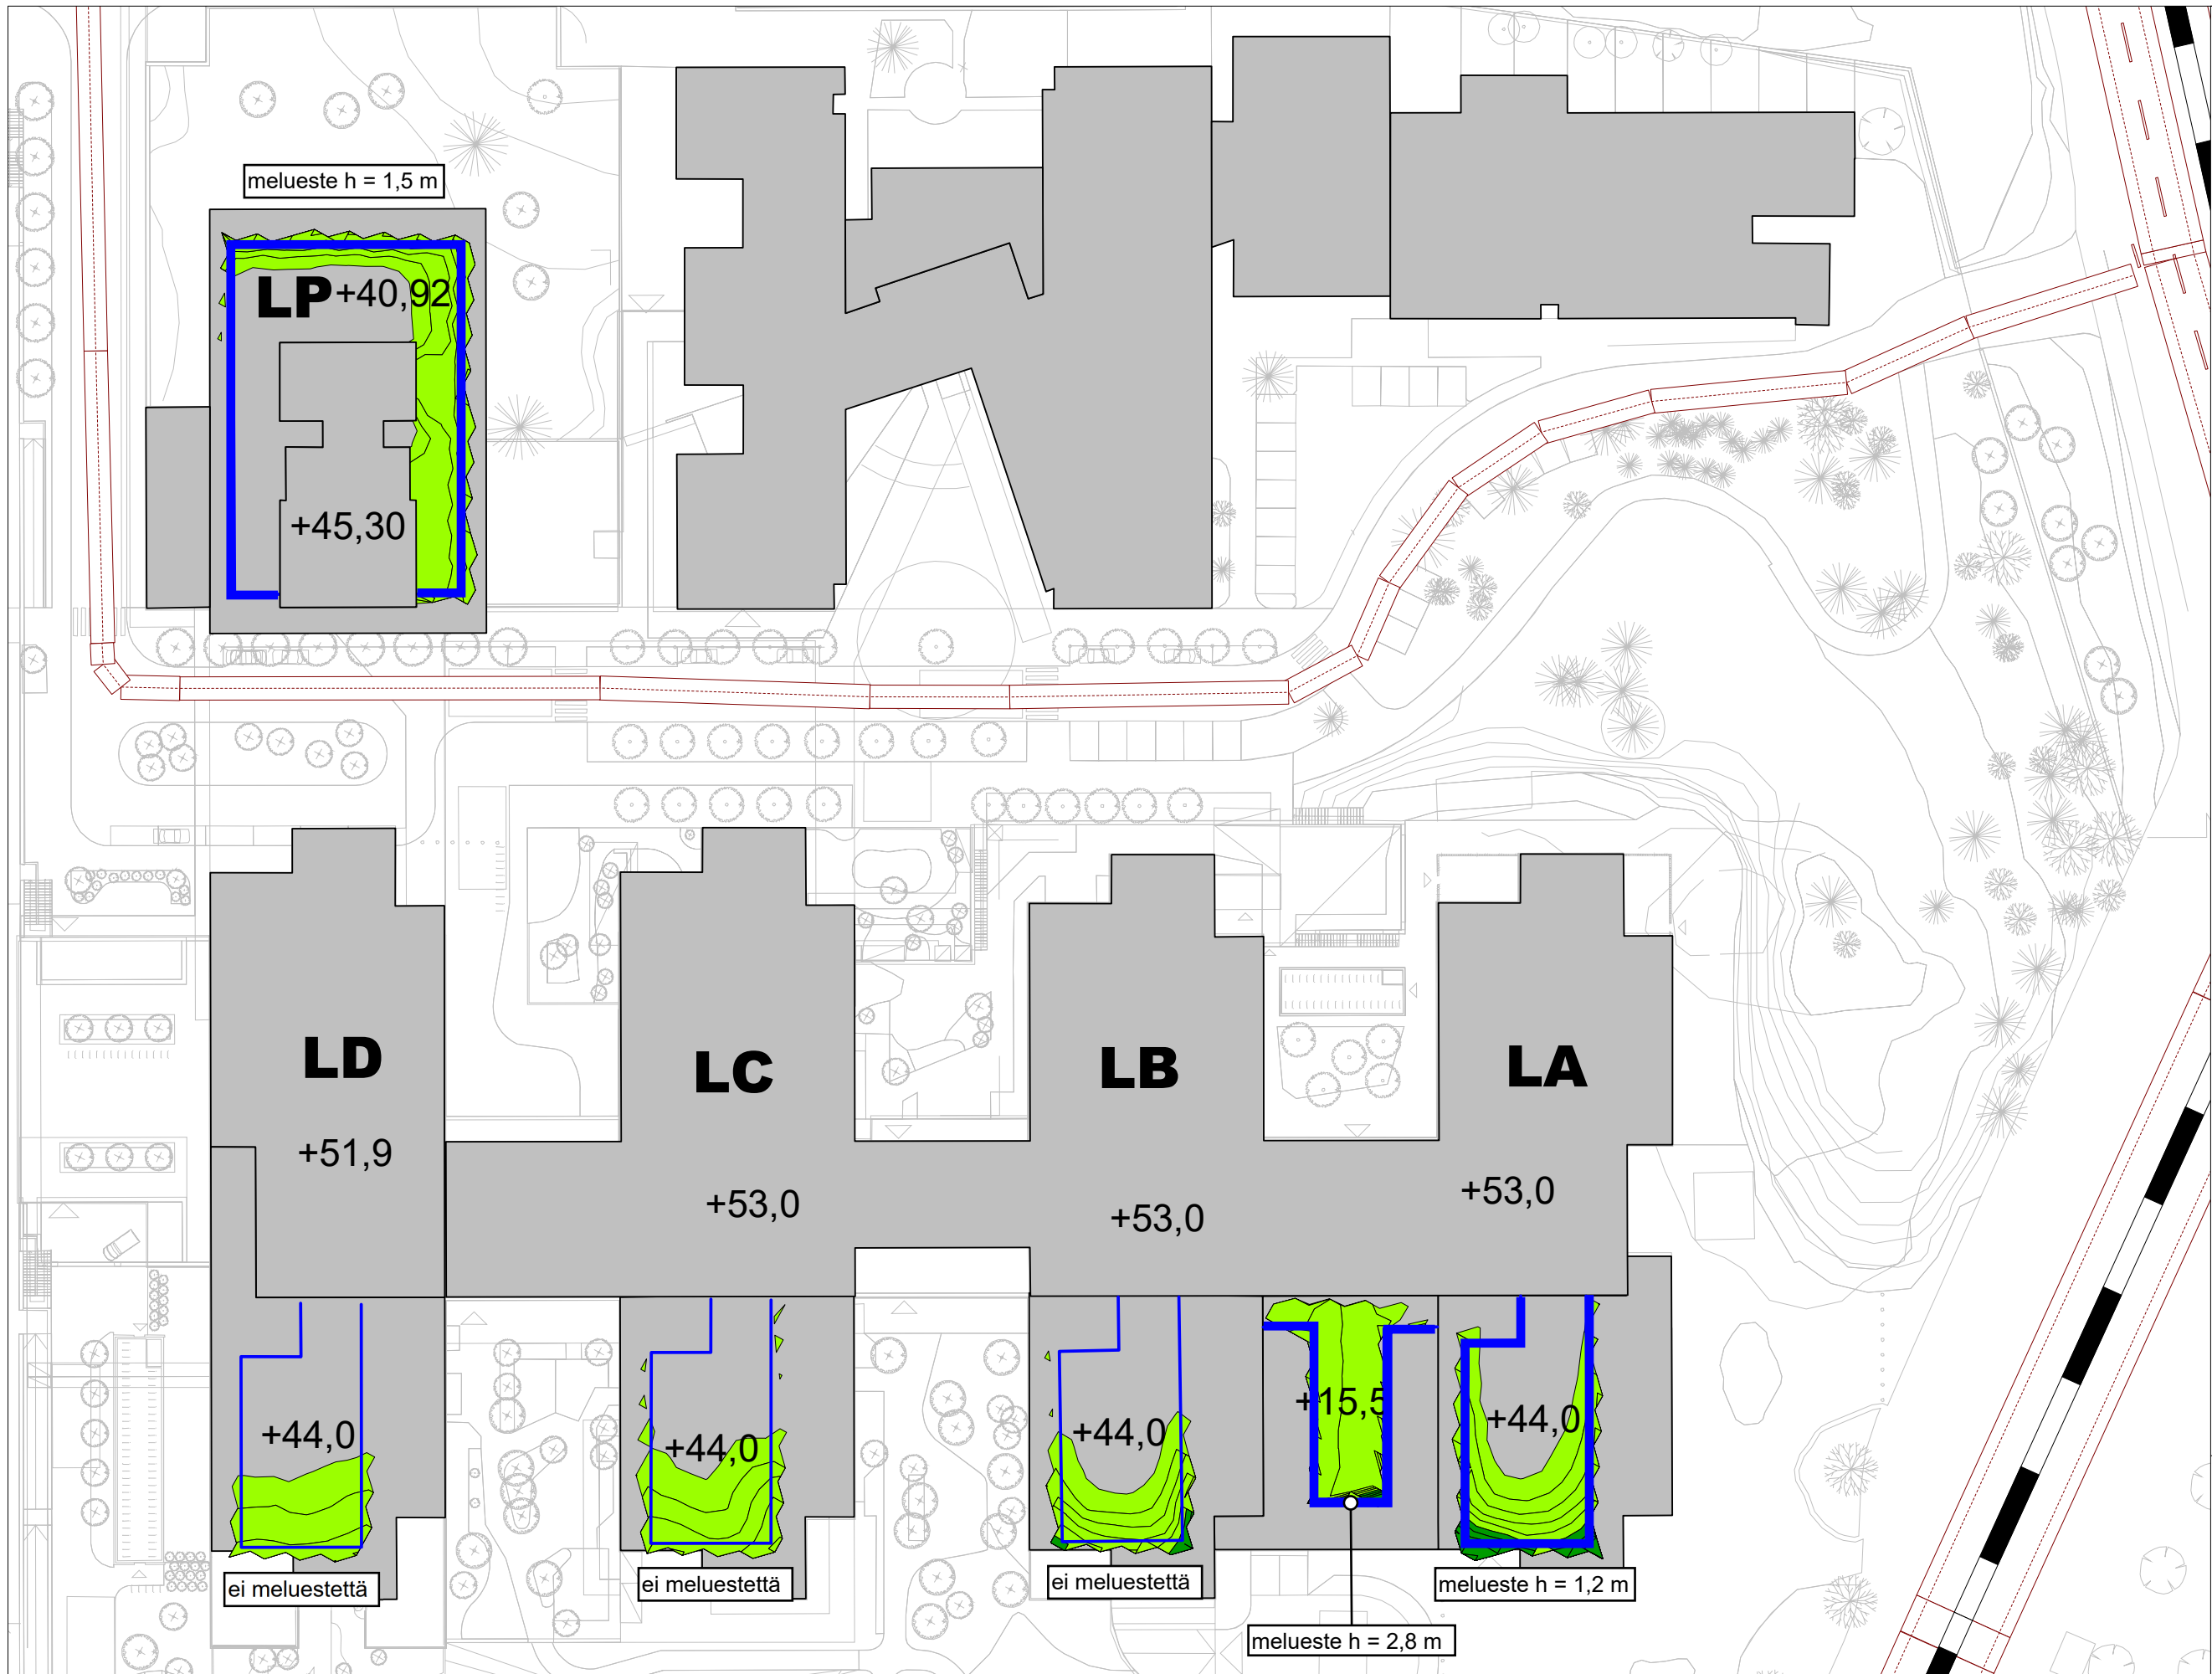 melueste h = 1,5 m
LP +40,92
+45,30
LD
LC
LB
LA
+51,9
+53,0
+53,0
+53,0
+44,0
+44,0
+44,0
+15,5
+44,0
ei meluestettä
ei meluestettä
ei meluestettä
melueste h = 1,2 m
melueste h = 2,8 m